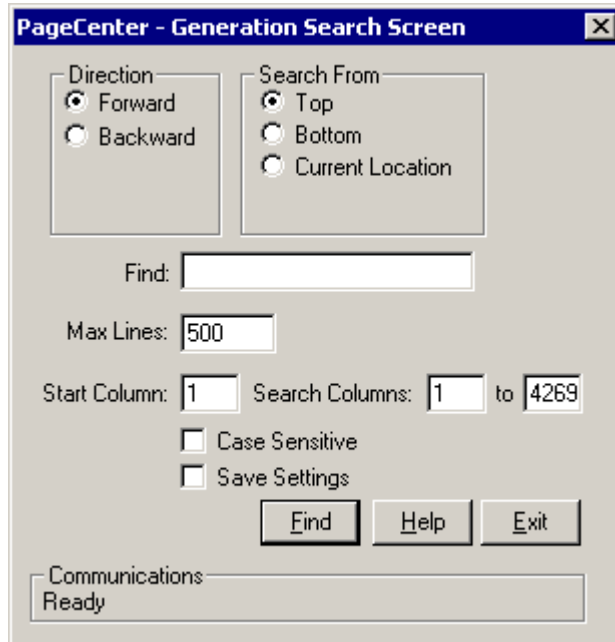 PageCenter - Generation Search Screen
Direction
Forward
Backward
Search From
Top
Bottom
Current Location
Find:
Max Lines: 500
Start Column: 1 Search Columns: 1 to 4269
Case Sensitive
Save Settings
Find Help Exit
Communications
Ready